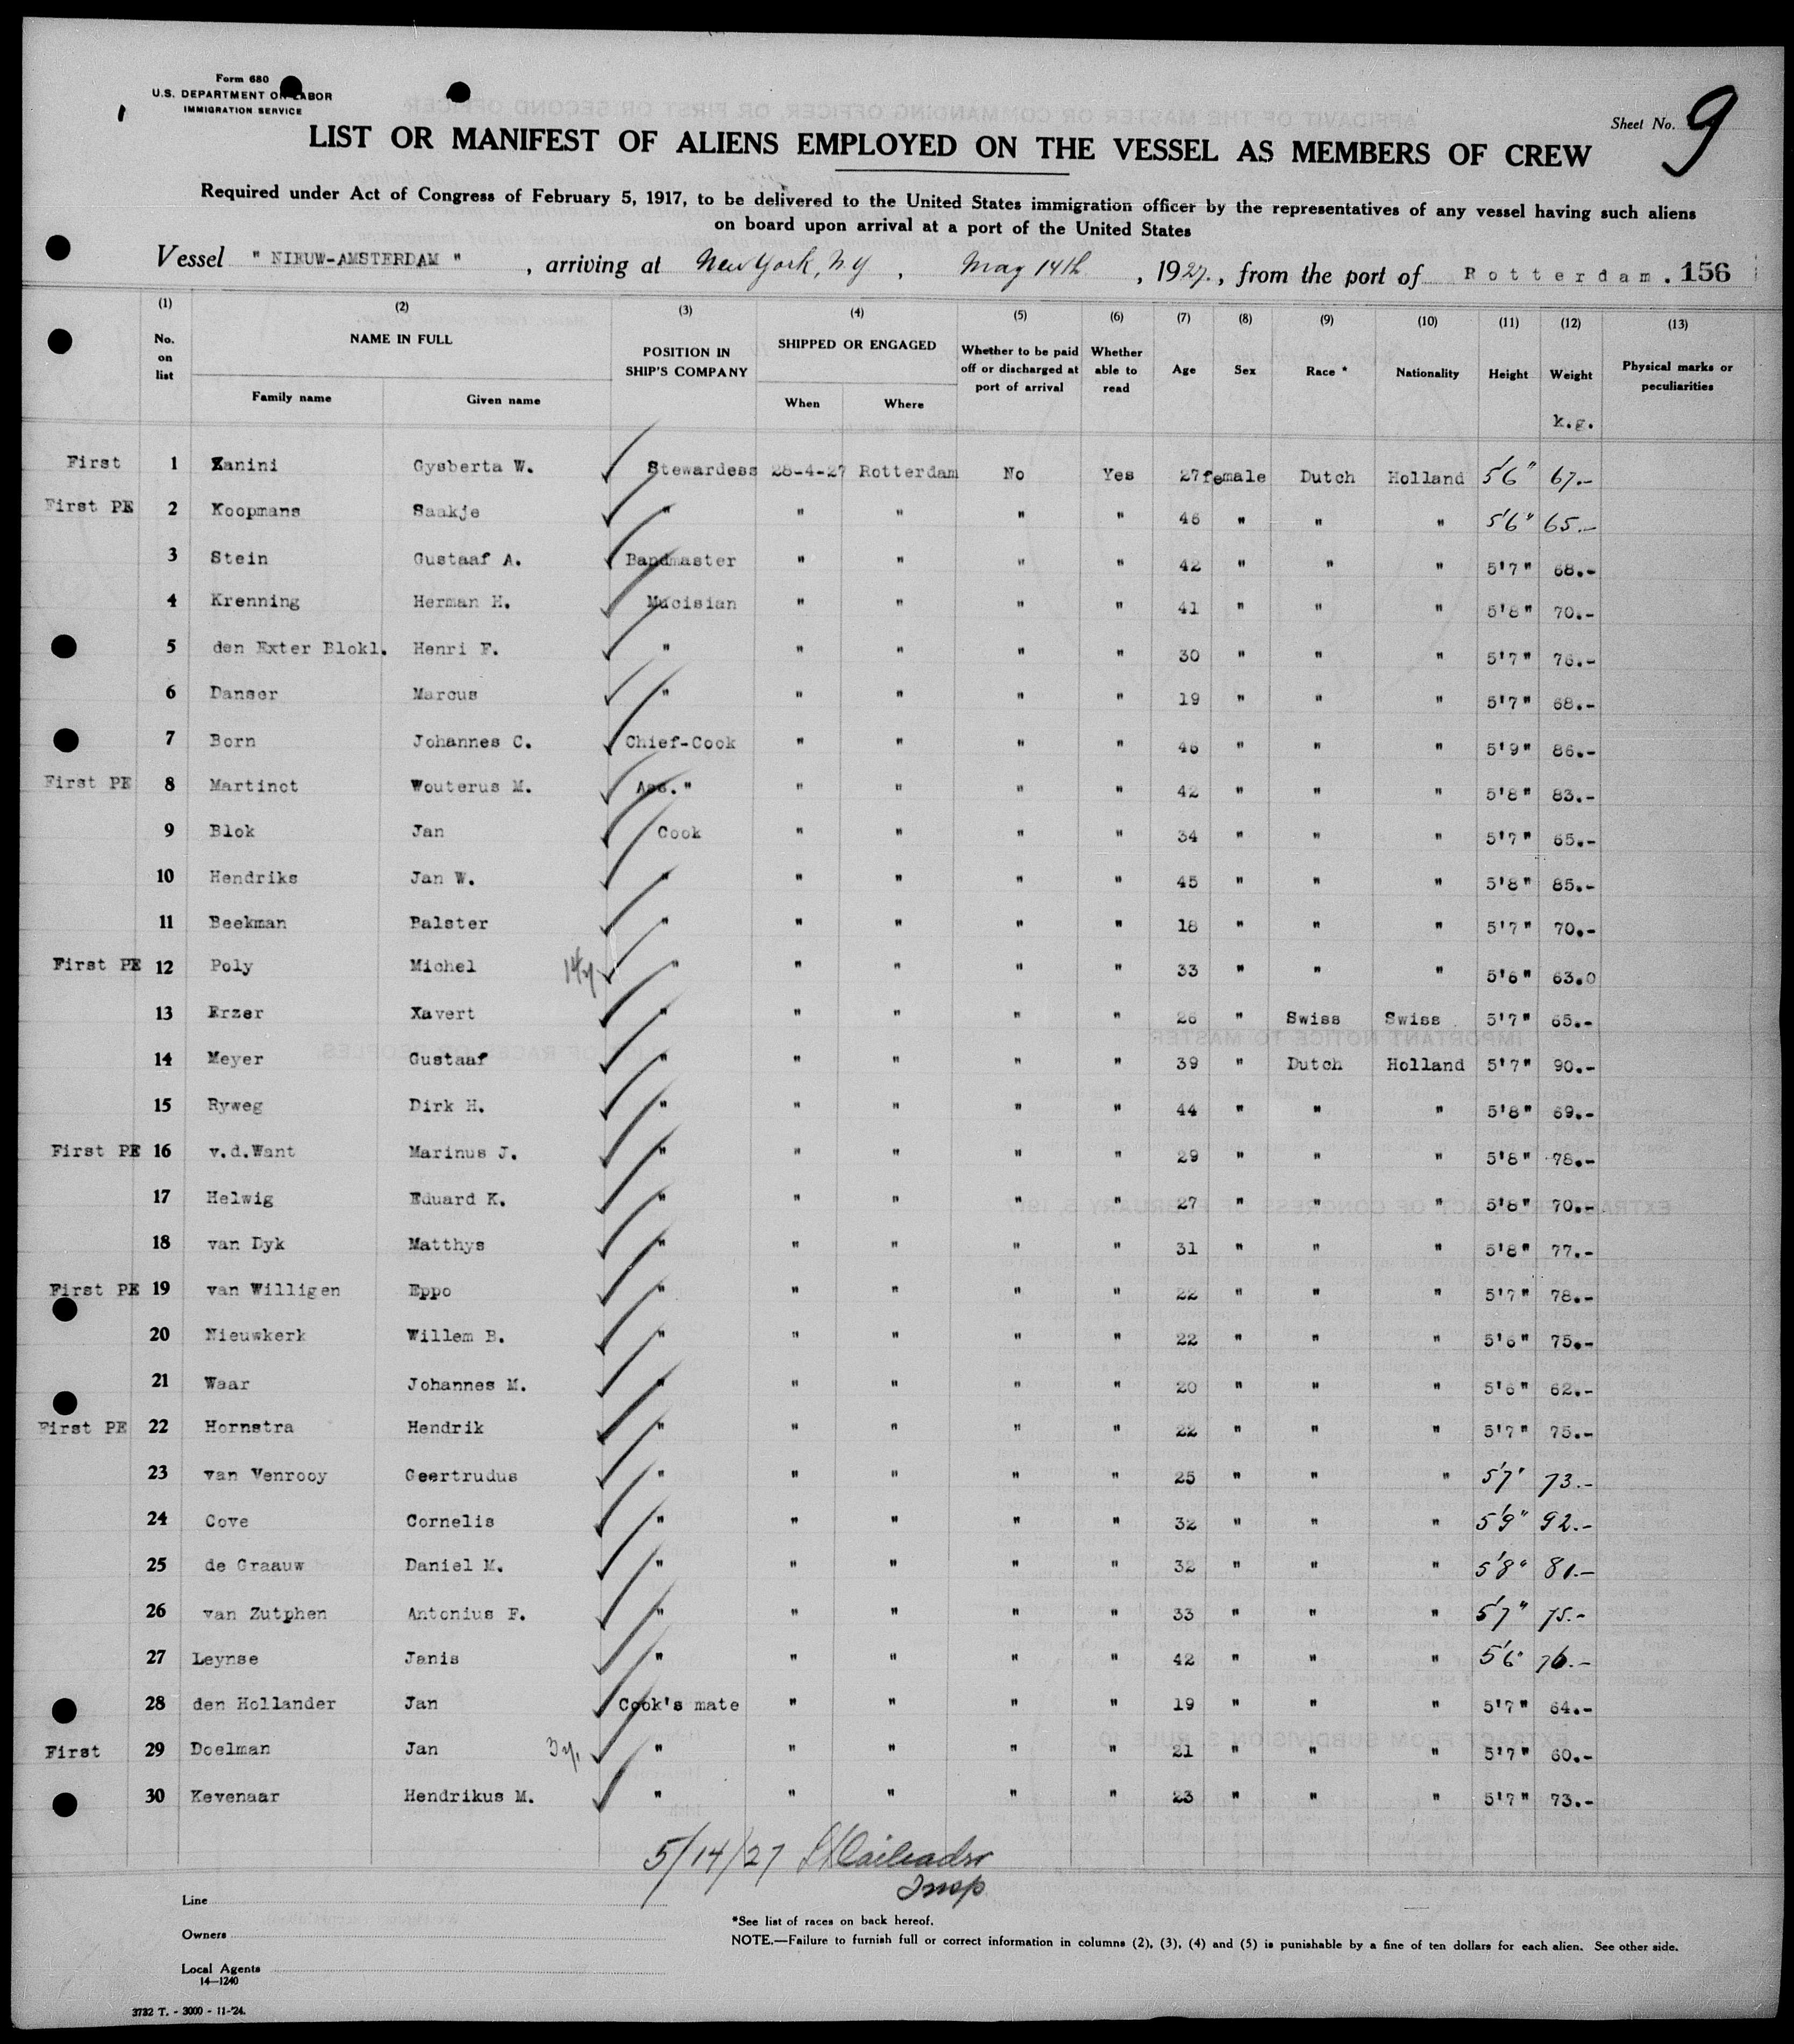 Form 680
U.S. DEPARTMENT OF LABOR
IMMIGRATION SERVICE
Sheet No. 9
LIST OR MANIFEST OF ALIENS EMPLOYED ON THE VESSEL AS MEMBERS OF CREW
Required under Act of Congress of February 5, 1917, to be delivered to the United States immigration officer by the representatives of any vessel having such aliens
on board upon arrival at a port of the United States
Vessel " NIEUW-AMSTERDAM ", arriving at New York, N.Y, May 14th, 1927., from the port of Rotterdam. 156
(1) (2) (3) (4) (5) (6) (7) (8) (9) (10) (11) (12) (13)
No. on list NAME IN FULL Family name Given name POSITION IN SHIP'S COMPANY SHIPPED OR ENGAGED When Where Whether to be paid off or discharged at port of arrival Whether able to read Age Sex Race * Nationality Height Weight Physical marks or peculiarities
k.g.
First 1 Zanini Gysberta W. Stewardess 28-4-27 Rotterdam No Yes 27 female Dutch Holland 5'6" 67.-
First PE 2 Koopmans Saakje " " " " " 46 " " " 5'6" 65.-
3 Stein Gustaaf A. Bandmaster " " " " 42 " " " 5'7" 68.-
4 Krenning Herman H. Mucisian " " " " 41 " " " 5'8" 70.-
5 den Exter Blokl. Henri F. " " " " " 30 " " " 5'7" 76.-
6 Danser Marcus " " " " " 19 " " " 5'7" 68.-
7 Born Johannes C. Chief-Cook " " " " 46 " " " 5'9" 86.-
First PE 8 Martinot Wouterus M. Ass. " " " " " 42 " " " 5'8" 83.-
9 Blok Jan Cook " " " " 34 " " " 5'7" 65.-
10 Hendriks Jan W. " " " " " 45 " " " 5'8" 85.-
11 Beekman Balster " " " " " 18 " " " 5'7" 70.-
First PE 12 Poly Michel " " " " " 33 " " " 5'6" 63.0
13 Erzer Xavert " " " " " 26 " Swiss Swiss 5'7" 65.-
14 Meyer Gustaaf " " " " " 39 " Dutch Holland 5'7" 90.-
15 Ryweg Dirk H. " " " " " 44 " " " 5'8" 69.-
First PE 16 v.d.Want Marinus J. " " " " " 29 " " " 5'8" 78.-
17 Helwig Eduard K. " " " " " 27 " " " 5'8" 70.-
18 van Dyk Matthys " " " " " 31 " " " 5'8" 77.-
First PE 19 van Willigen Eppo " " " " " 22 " " " 5'7" 78.-
20 Nieuwkerk Willem B. " " " " " 22 " " " 5'6" 75.-
21 Waar Johannes M. " " " " " 20 " " " 5'6" 62.-
First PE 22 Hornstra Hendrik " " " " " 22 " " " 5'7" 75.-
23 van Venrooy Geertrudus " " " " " 25 " " " 5'7" 73.-
24 Cove Cornelis " " " " " 32 " " " 5'9" 92.-
25 de Graauw Daniel M. " " " " " 32 " " " 5'8" 81.-
26 van Zutphen Antonius F. " " " " " 33 " " " 5'7" 75.-
27 Leynse Janis " " " " " 42 " " " 5'6" 76.-
28 den Hollander Jan Cook's mate " " " " 19 " " " 5'7" 64.-
First 29 Doelman Jan 3 y. " " " " " 21 " " " 5'7" 60.-
30 Kevenaar Hendrikus M. " " " " " 23 " " " 5'7" 73.-
5/14/27
Insp
Line
Owners
Local Agents
14—1240
*See list of races on back hereof.
NOTE.—Failure to furnish full or correct information in columns (2), (3), (4) and (5) is punishable by a fine of ten dollars for each alien. See other side.
3732 T. - 3000 - 11-'24.